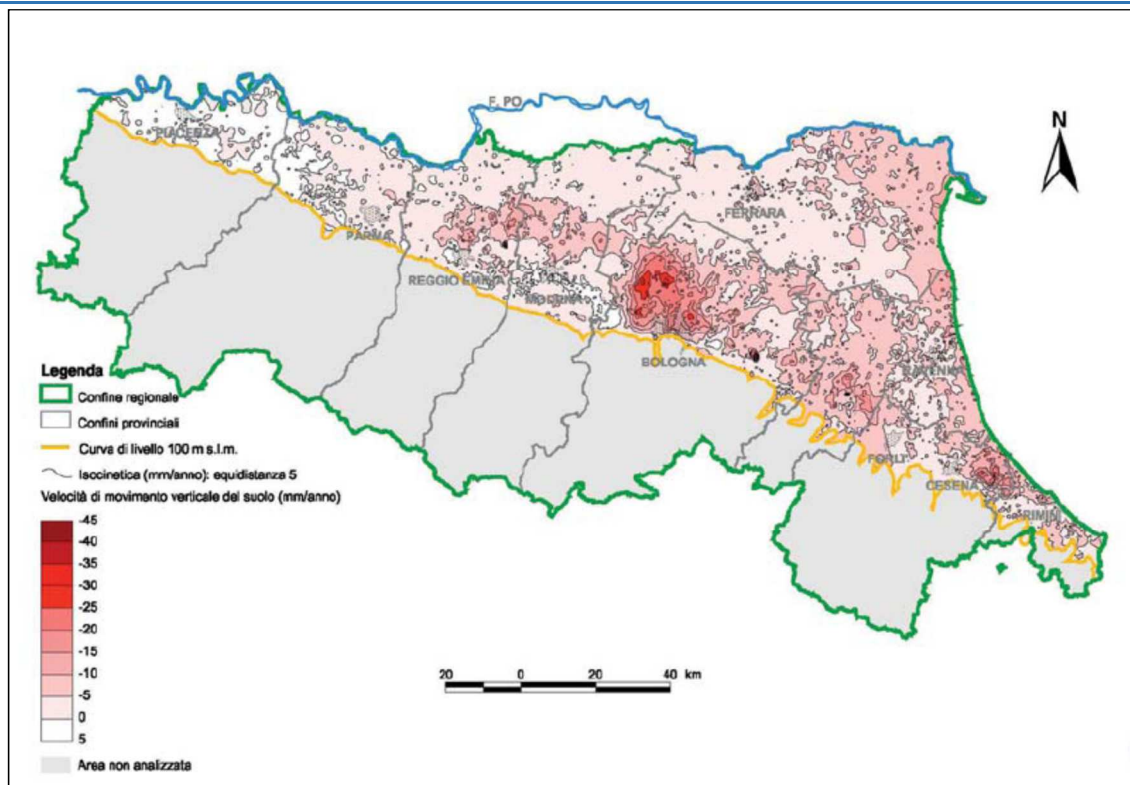 F. PO
N
PIACENZA
FERRARA
PARMA
REGGIO EMILIA
MODENA
BOLOGNA
RAVENNA
FORLI'
CESENA
RIMINI
Legenda
Confine regionale
Confini provinciali
Curva di livello 100 m s.l.m.
Isocinetica (mm/anno): equidistanza 5
Velocità di movimento verticale del suolo (mm/anno)
-45
-40
-35
-30
-25
-20
-15
-10
-5
0
5
Area non analizzata
20 0 20 40 km